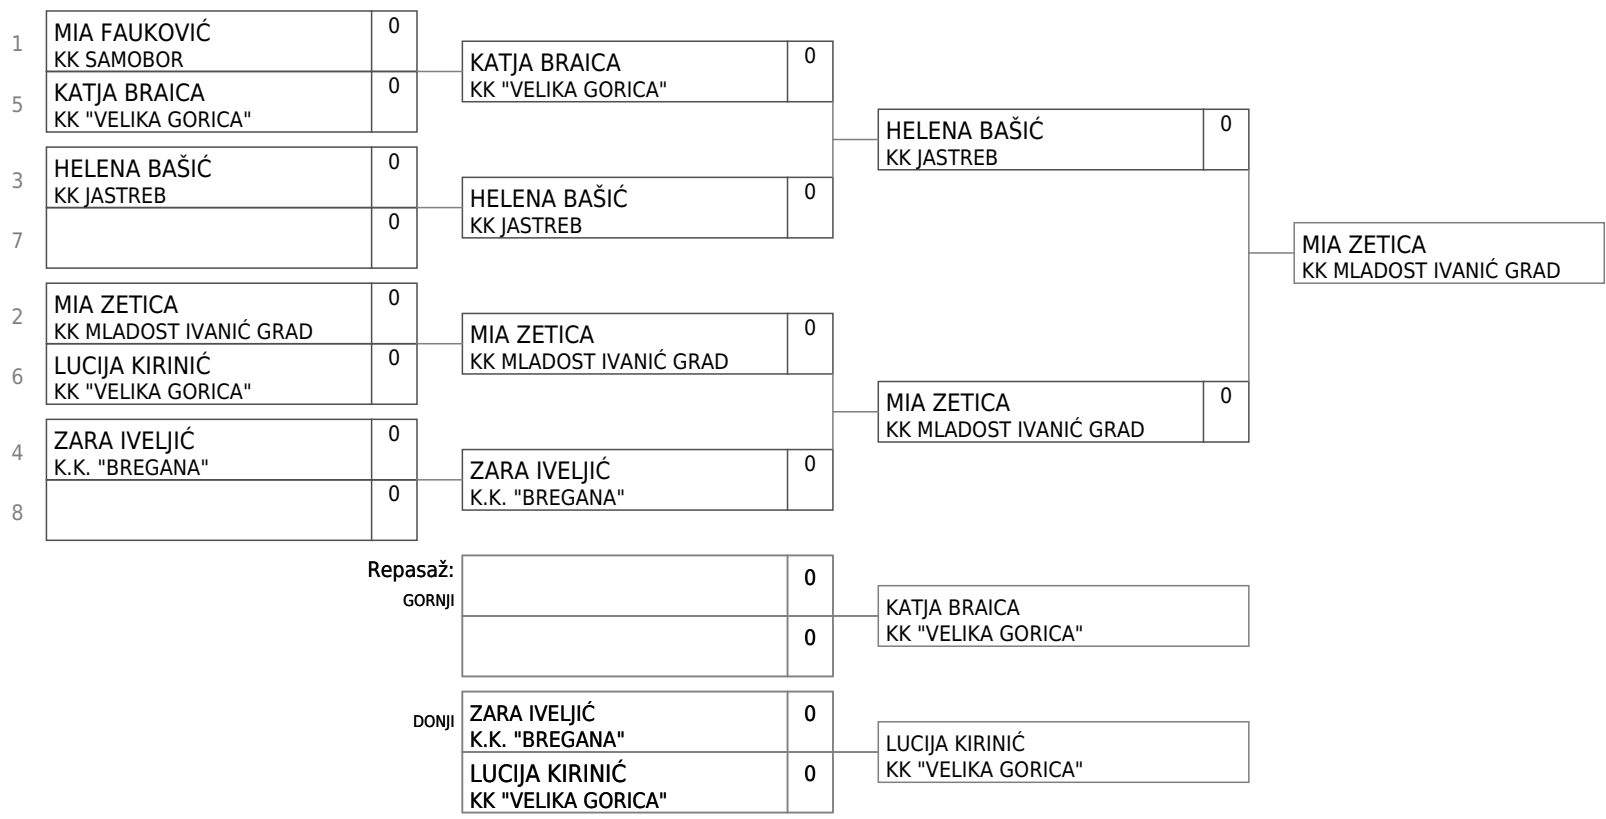 1
MIA FAUKOVIĆ
KK SAMOBOR
0
5
KATJA BRAICA
KK "VELIKA GORICA"
0
3
HELENA BAŠIĆ
KK JASTREB
0
7
0
2
MIA ZETICA
KK MLADOST IVANIĆ GRAD
0
6
LUCIJA KIRINIĆ
KK "VELIKA GORICA"
0
4
ZARA IVELJIĆ
K.K. "BREGANA"
0
8
0
KATJA BRAICA
KK "VELIKA GORICA"
0
HELENA BAŠIĆ
KK JASTREB
0
MIA ZETICA
KK MLADOST IVANIĆ GRAD
0
ZARA IVELJIĆ
K.K. "BREGANA"
0
HELENA BAŠIĆ
KK JASTREB
0
MIA ZETICA
KK MLADOST IVANIĆ GRAD
0
MIA ZETICA
KK MLADOST IVANIĆ GRAD
Repasaž:
GORNJI
0
0
KATJA BRAICA
KK "VELIKA GORICA"
DONJI
ZARA IVELJIĆ
K.K. "BREGANA"
0
LUCIJA KIRINIĆ
KK "VELIKA GORICA"
0
LUCIJA KIRINIĆ
KK "VELIKA GORICA"